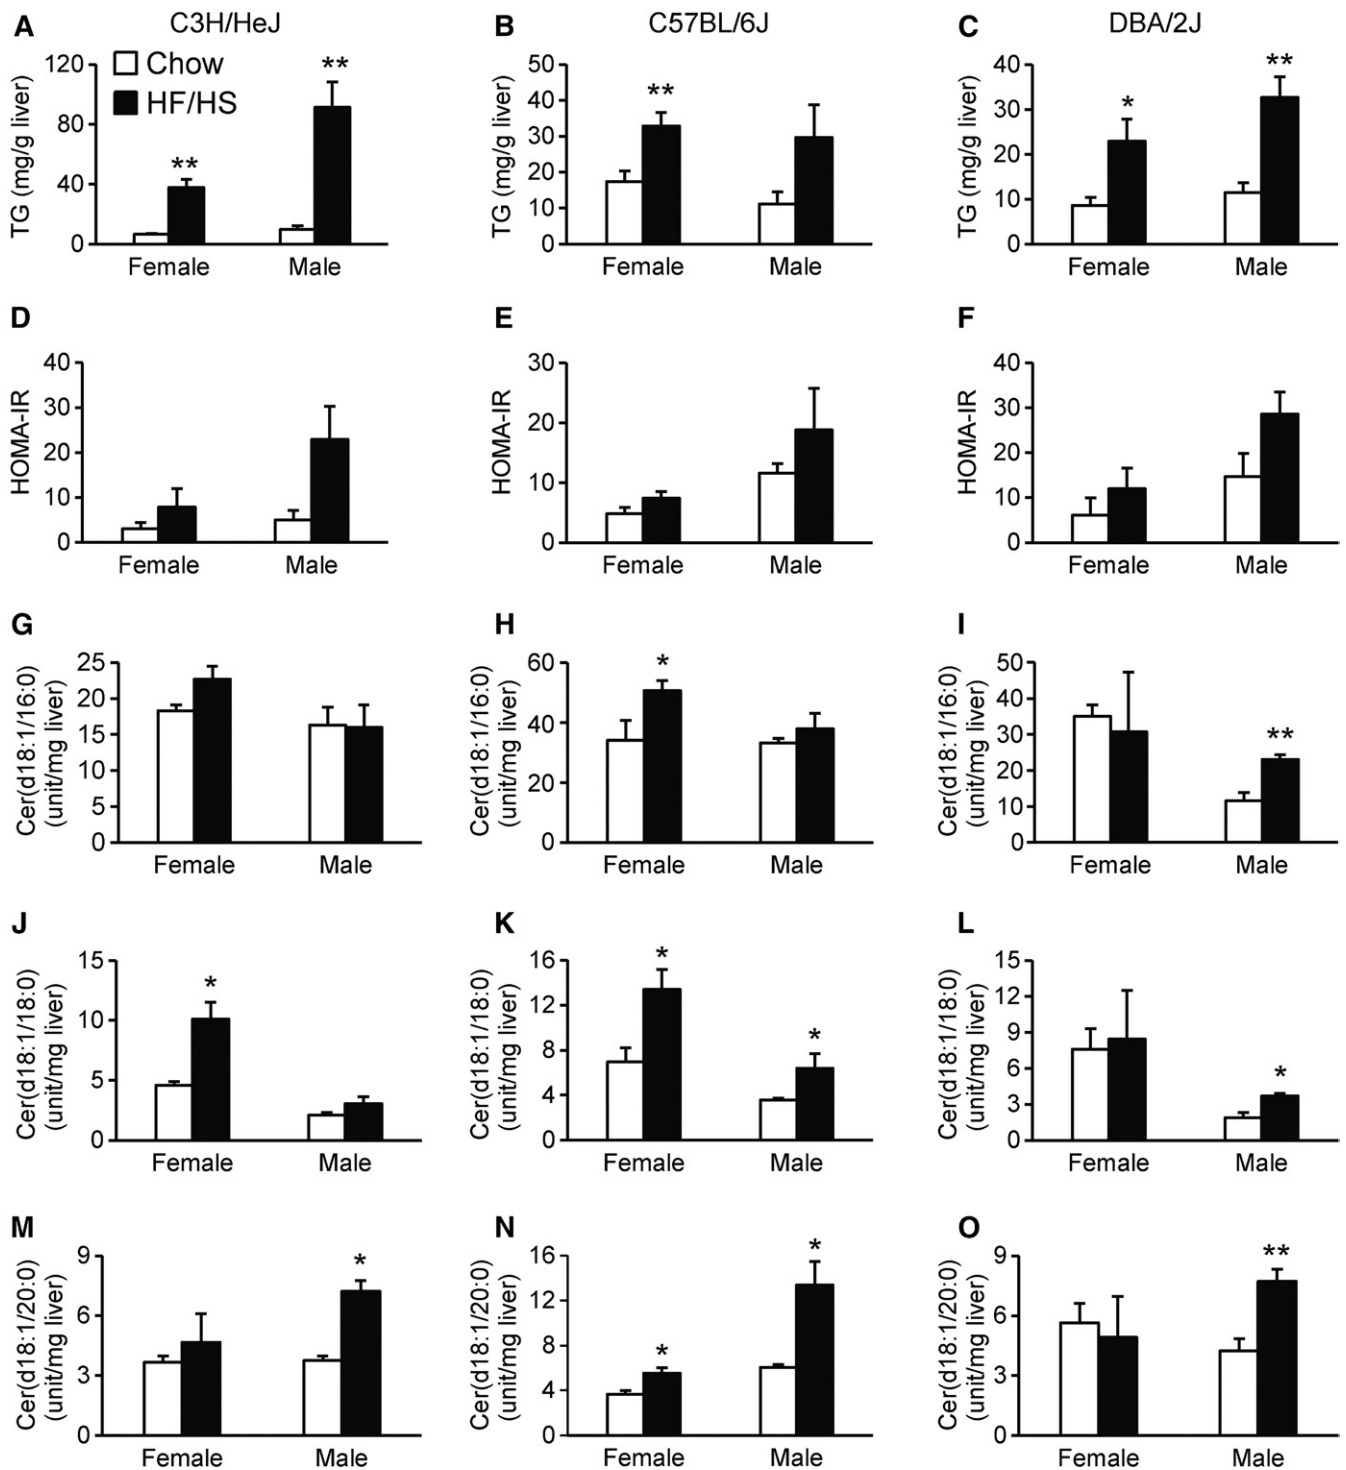 A C3H/HeJ B C57BL/6J C DBA/2J
TG (mg/g liver)
120
80
40
0
Chow
HF/HS
** **
Female Male
TG (mg/g liver)
50
40
30
20
10
0
**
Female Male
TG (mg/g liver)
40
30
20
10
0
* **
Female Male
D
HOMA-IR
40
30
20
10
0
Female Male
E
HOMA-IR
30
20
10
0
Female Male
F
HOMA-IR
40
30
20
10
0
Female Male
G
Cer(d18:1/16:0)
(unit/mg liver)
25
20
15
10
5
0
Female Male
H
Cer(d18:1/16:0)
(unit/mg liver)
60
40
20
0
*
Female Male
I
Cer(d18:1/16:0)
(unit/mg liver)
50
40
30
20
10
0
**
Female Male
J
Cer(d18:1/18:0)
(unit/mg liver)
15
10
5
0
*
Female Male
K
Cer(d18:1/18:0)
(unit/mg liver)
16
12
8
4
0
* *
Female Male
L
Cer(d18:1/18:0)
(unit/mg liver)
15
12
9
6
3
0
*
Female Male
M
Cer(d18:1/20:0)
(unit/mg liver)
9
6
3
0
*
Female Male
N
Cer(d18:1/20:0)
(unit/mg liver)
16
12
8
4
0
* *
Female Male
O
Cer(d18:1/20:0)
(unit/mg liver)
9
6
3
0
**
Female Male